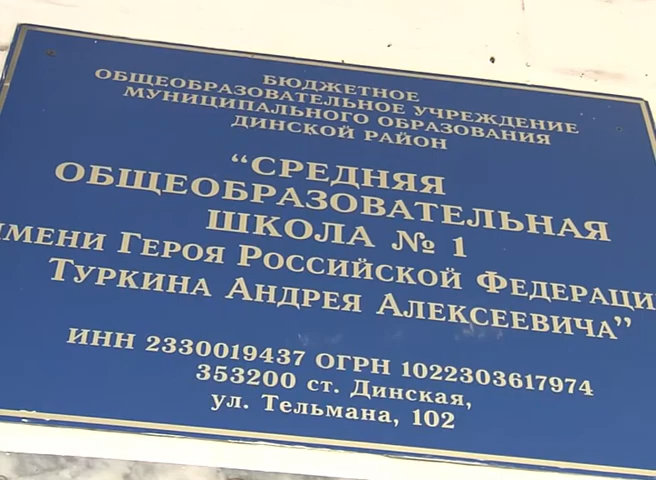 БЮДЖЕТНОЕ
ОБЩЕОБРАЗОВАТЕЛЬНОЕ УЧРЕЖДЕНИЕ
МУНИЦИПАЛЬНОГО ОБРАЗОВАНИЯ
ДИНСКОЙ РАЙОН
“СРЕДНЯЯ
ОБЩЕОБРАЗОВАТЕЛЬНАЯ
ШКОЛА № 1
ИМЕНИ ГЕРОЯ РОССИЙСКОЙ ФЕДЕРАЦИИ
ТУРКИНА АНДРЕЯ АЛЕКСЕЕВИЧА”
ИНН 2330019437 ОГРН 1022303617974
353200 ст. Динская,
ул. Тельмана, 102